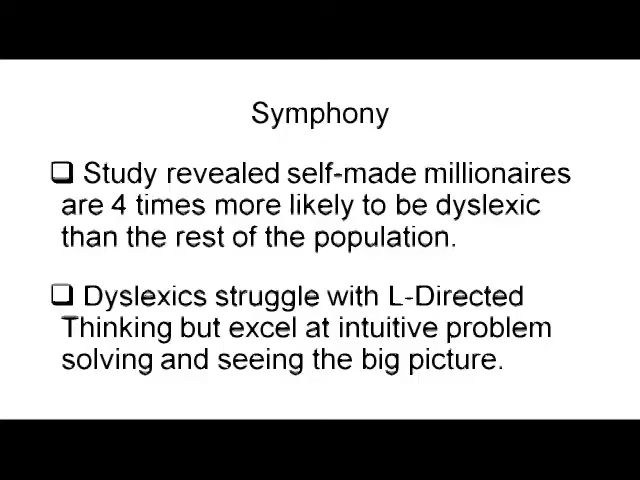 Symphony
❑ Study revealed self-made millionaires
are 4 times more likely to be dyslexic
than the rest of the population.
❑ Dyslexics struggle with L-Directed
Thinking but excel at intuitive problem
solving and seeing the big picture.